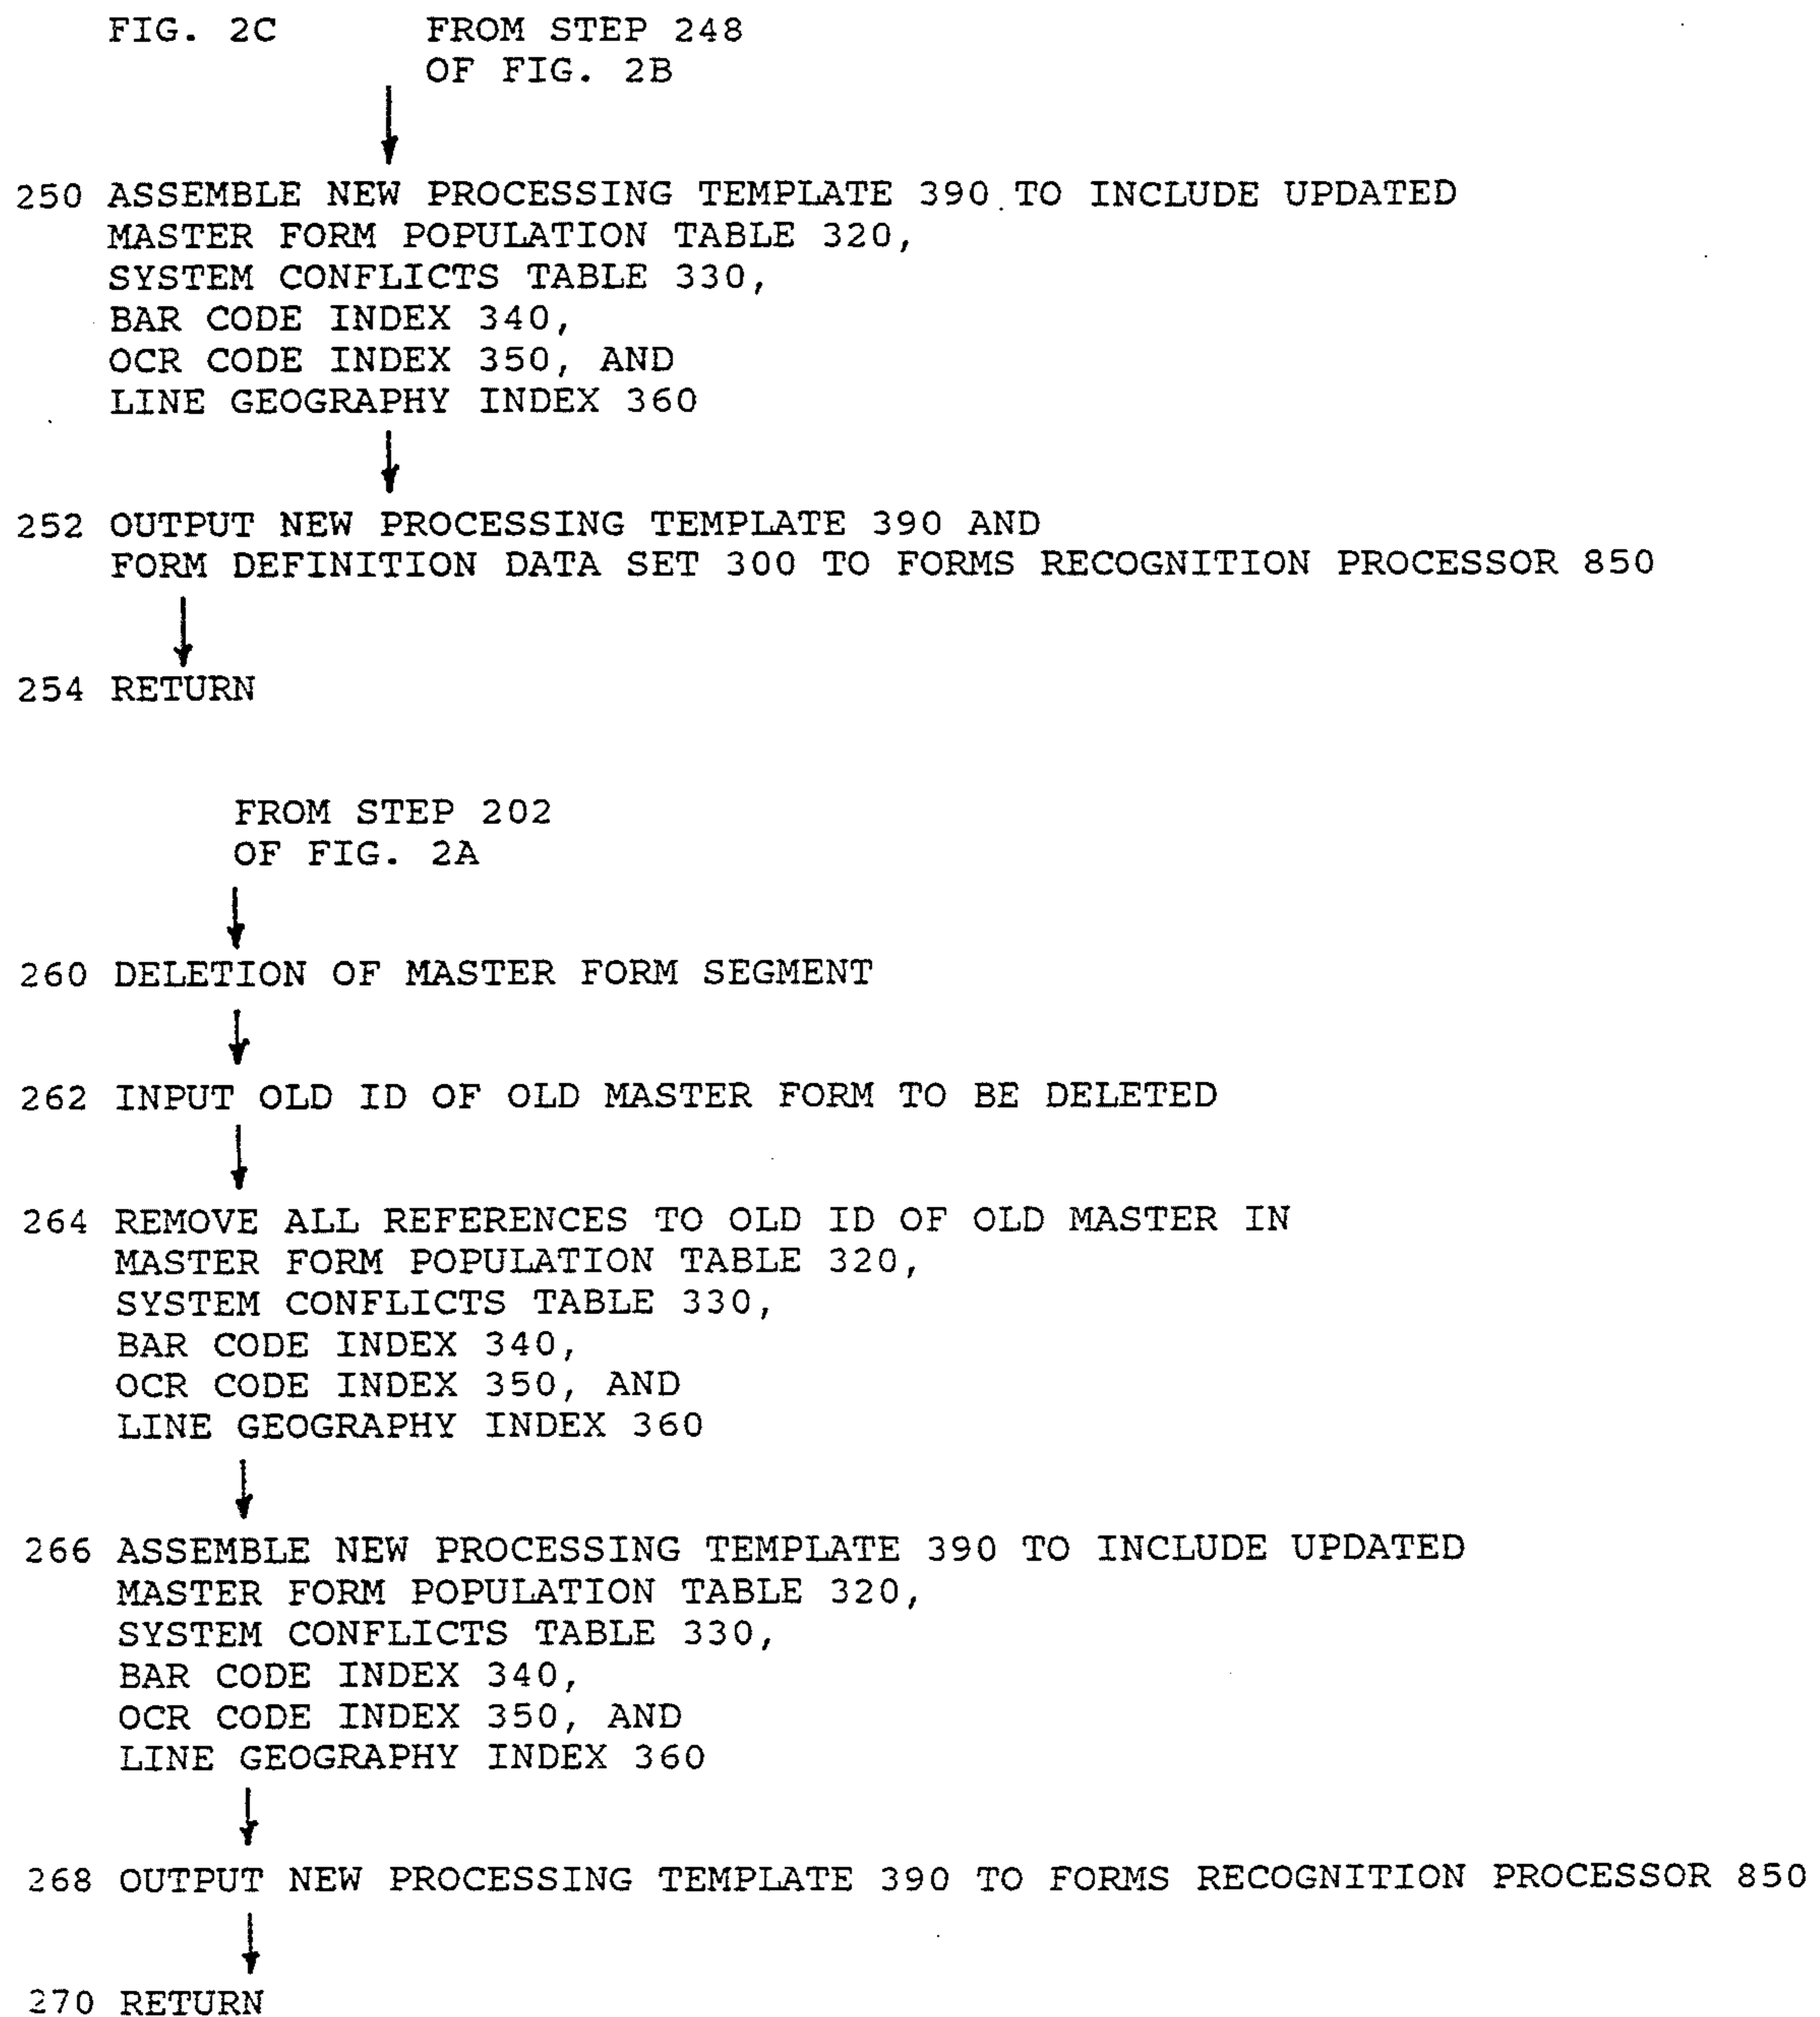 FIG. 2C FROM STEP 248
OF FIG. 2B
250 ASSEMBLE NEW PROCESSING TEMPLATE 390 TO INCLUDE UPDATED
MASTER FORM POPULATION TABLE 320,
SYSTEM CONFLICTS TABLE 330,
BAR CODE INDEX 340,
OCR CODE INDEX 350, AND
LINE GEOGRAPHY INDEX 360
252 OUTPUT NEW PROCESSING TEMPLATE 390 AND
FORM DEFINITION DATA SET 300 TO FORMS RECOGNITION PROCESSOR 850
254 RETURN
FROM STEP 202
OF FIG. 2A
260 DELETION OF MASTER FORM SEGMENT
262 INPUT OLD ID OF OLD MASTER FORM TO BE DELETED
264 REMOVE ALL REFERENCES TO OLD ID OF OLD MASTER IN
MASTER FORM POPULATION TABLE 320,
SYSTEM CONFLICTS TABLE 330,
BAR CODE INDEX 340,
OCR CODE INDEX 350, AND
LINE GEOGRAPHY INDEX 360
266 ASSEMBLE NEW PROCESSING TEMPLATE 390 TO INCLUDE UPDATED
MASTER FORM POPULATION TABLE 320,
SYSTEM CONFLICTS TABLE 330,
BAR CODE INDEX 340,
OCR CODE INDEX 350, AND
LINE GEOGRAPHY INDEX 360
268 OUTPUT NEW PROCESSING TEMPLATE 390 TO FORMS RECOGNITION PROCESSOR 850
270 RETURN